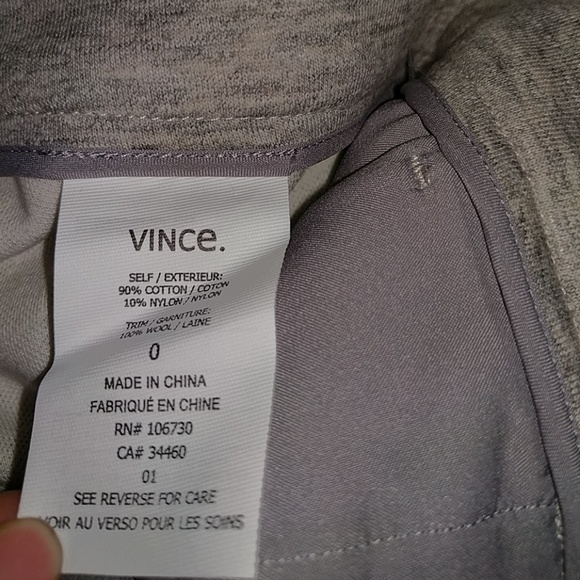 VINCe.
SELF / EXTERIEUR:
90% COTTON / COTON
10% NYLON / NYLON
TRIM / GARNITURE:
100% WOOL / LAINE
0
MADE IN CHINA
FABRIQUÉ EN CHINE
RN# 106730
CA# 34460
01
SEE REVERSE FOR CARE
VOIR AU VERSO POUR LES SOINS